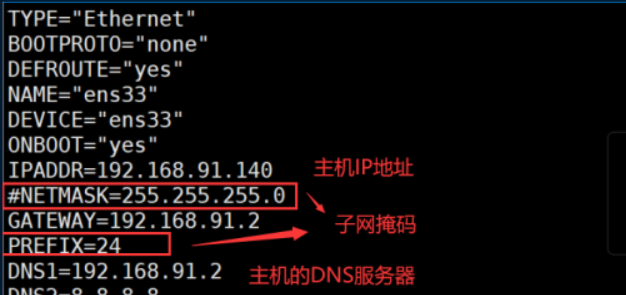 TYPE="Ethernet"
BOOTPROTO="none"
DEFROUTE="yes"
NAME="ens33"
DEVICE="ens33"
ONBOOT="yes"
IPADDR=192.168.91.140 主机IP地址
#NETMASK=255.255.255.0
GATEWAY=192.168.91.2 子网掩码
PREFIX=24
DNS1=192.168.91.2 主机的DNS服务器
DNS2=8.8.8.8